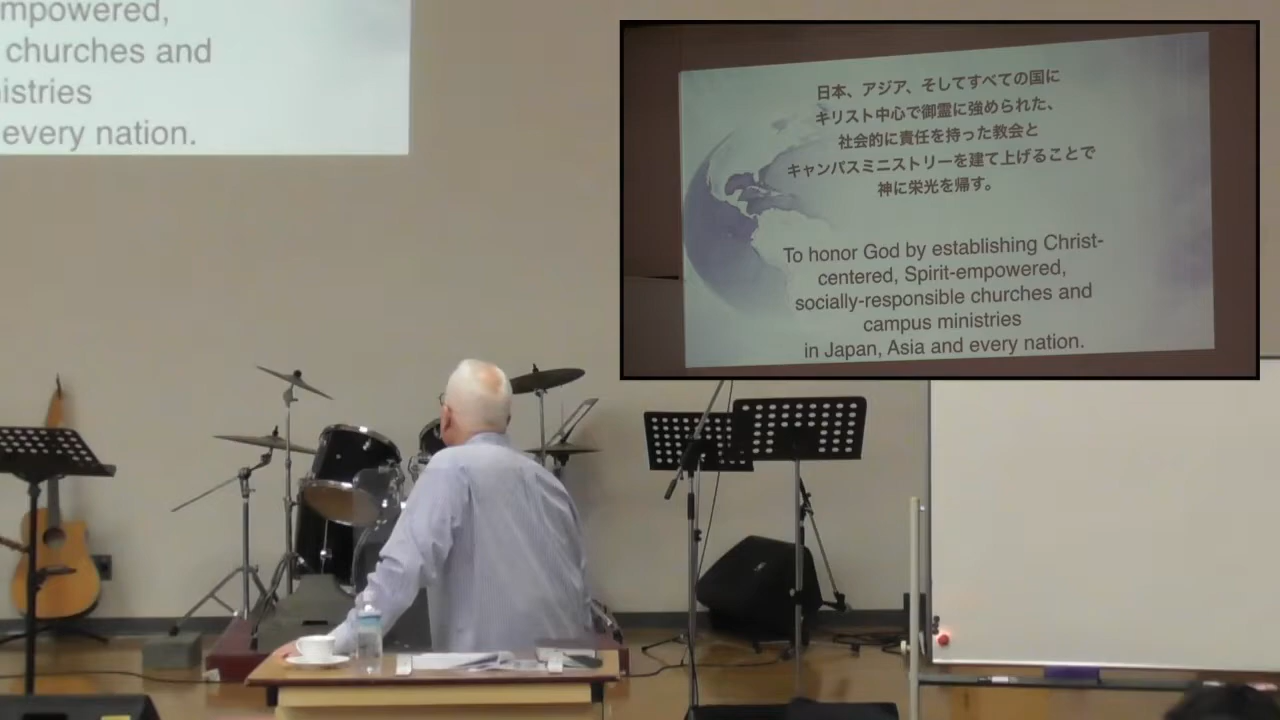 mpowered,
churches and
istries
every nation.
日本、アジア、そしてすべての国に
キリスト中心で御霊に強められた、
社会的に責任を持った教会と
キャンパスミニストリーを建て上げることで
神に栄光を帰す。
To honor God by establishing Christ-
centered, Spirit-empowered,
socially-responsible churches and
campus ministries
in Japan, Asia and every nation.